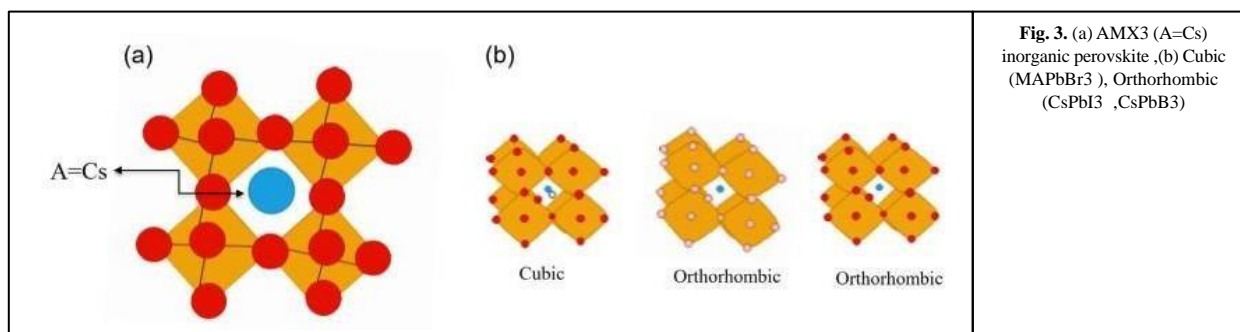 (a)
A=Cs
(b)
Cubic
Orthorhombic
Orthorhombic
Fig. 3. (a) AMX3 (A=Cs)
inorganic perovskite ,(b) Cubic
(MAPbBr3 ), Orthorhombic
(CsPbI3 ,CsPbB3)